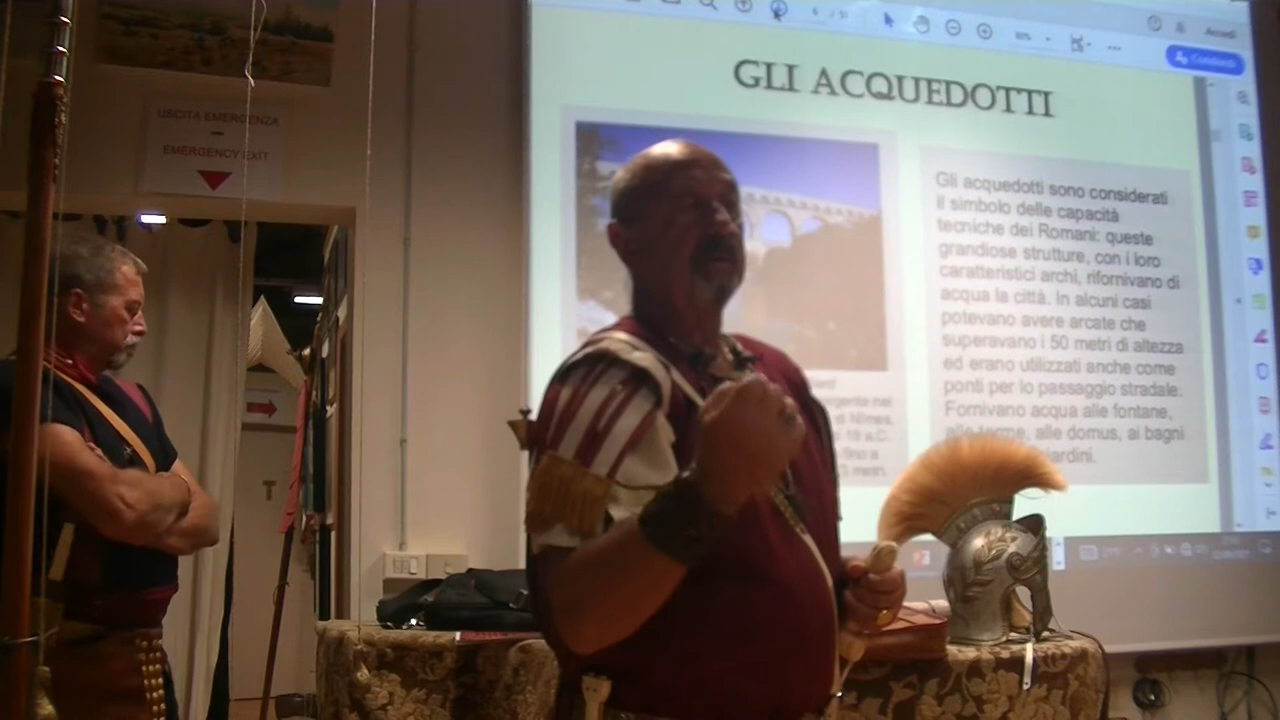 USCITA EMERGENZA
EMERGENCY EXIT
GLI ACQUEDOTTI
Gli acquedotti sono considerati
il simbolo delle capacità
tecniche dei Romani: queste
grandiose strutture, con i loro
caratteristici archi, rifornivano di
acqua la città. In alcuni casi
potevano avere arcate che
superavano i 50 metri di altezza
ed erano utilizzati anche come
ponti per lo passaggio stradale.
Fornivano acqua alle fontane,
alle terme, alle domus, ai bagni
di Nîmes,
metri.